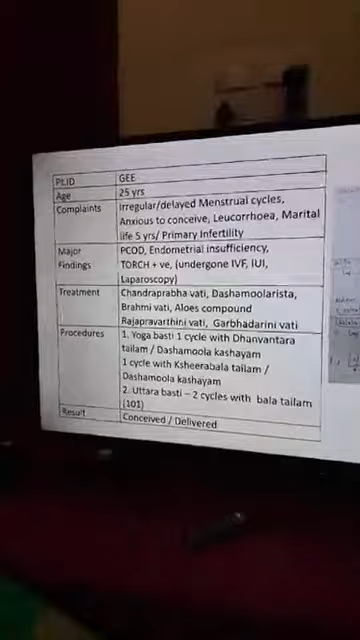 Pt.ID GEE
Age 25 yrs
Complaints Irregular/delayed Menstrual cycles,
Anxious to conceive, Leucorrhoea, Marital
life 5 yrs/ Primary Infertility
Major Findings PCOD, Endometrial insufficiency,
TORCH + ve, (undergone IVF, IUI,
Laparoscopy)
Treatment Chandraprabha vati, Dashamoolarista,
Brahmi vati, Aloes compound
Rajapravarthini vati, Garbhadarini vati
Procedures 1. Yoga basti 1 cycle with Dhanvantara
tailam / Dashamoola kashayam
1 cycle with Ksheerabala tailam /
Dashamoola kashayam
2. Uttara basti – 2 cycles with bala tailam
(101)
Result Conceived / Delivered